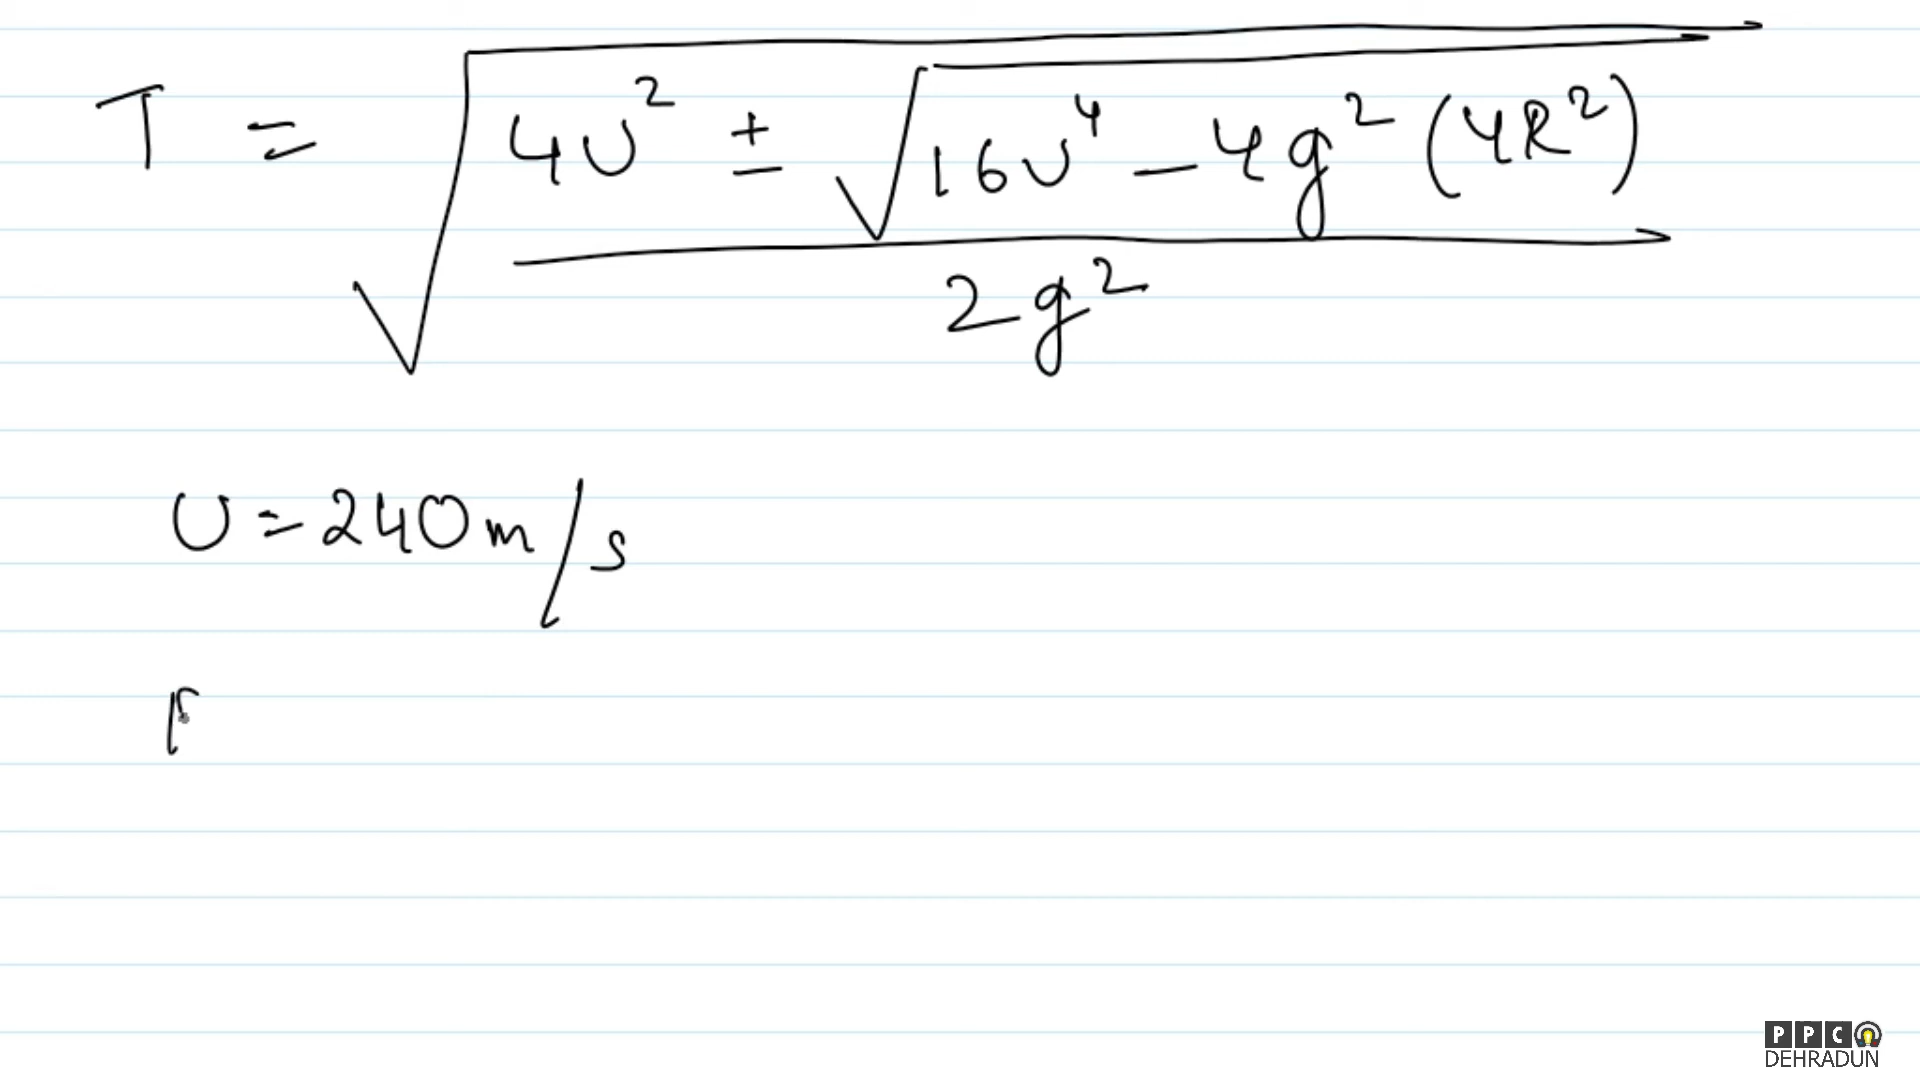 T = √((4U² ± √(16U⁴ – 4g² (4R²))) / 2g²)
U = 240 m/s
PPC
DEHRADUN